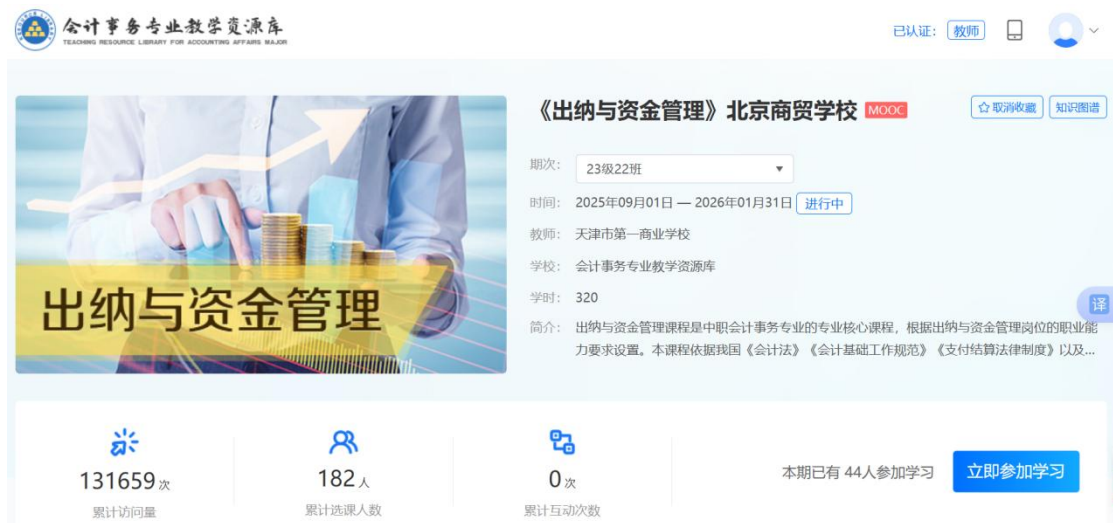 会计事务专业教学资源库
TEACHING RESOURCE LIBRARY FOR ACCOUNTING AFFAIRS MAJOR
已认证： 教师
出纳与资金管理
《出纳与资金管理》北京商贸学校 MOOC
取消收藏 知识图谱
期次： 23级22班
时间： 2025年09月01日 — 2026年01月31日 进行中
教师： 天津市第一商业学校
学校： 会计事务专业教学资源库
学时： 320
简介： 出纳与资金管理课程是中职会计事务专业的专业核心课程，根据出纳与资金管理岗位的职业能
力要求设置。本课程依据我国《会计法》《会计基础工作规范》《支付结算法律制度》以及...
译
131659 次
累计访问量
182 人
累计选课人数
0 次
累计互动次数
本期已有 44人参加学习
立即参加学习